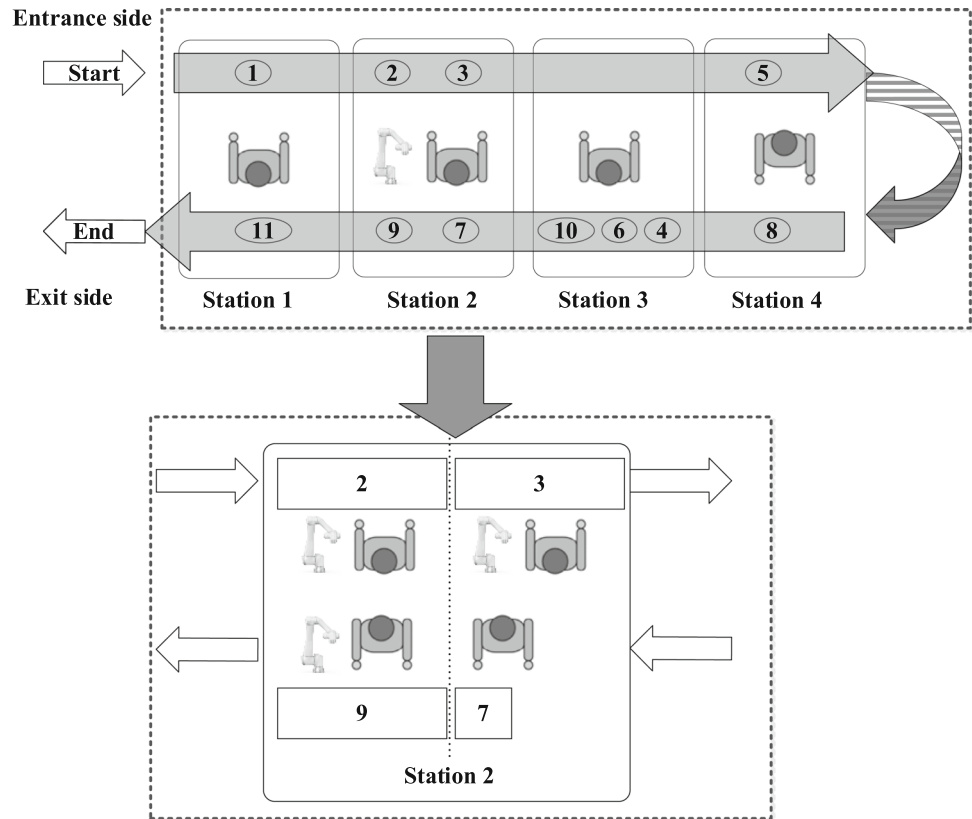 Entrance side
Start
1 2 3 5
End
11 9 7 10 6 4 8
Exit side
Station 1 Station 2 Station 3 Station 4
2 3
9 7
Station 2